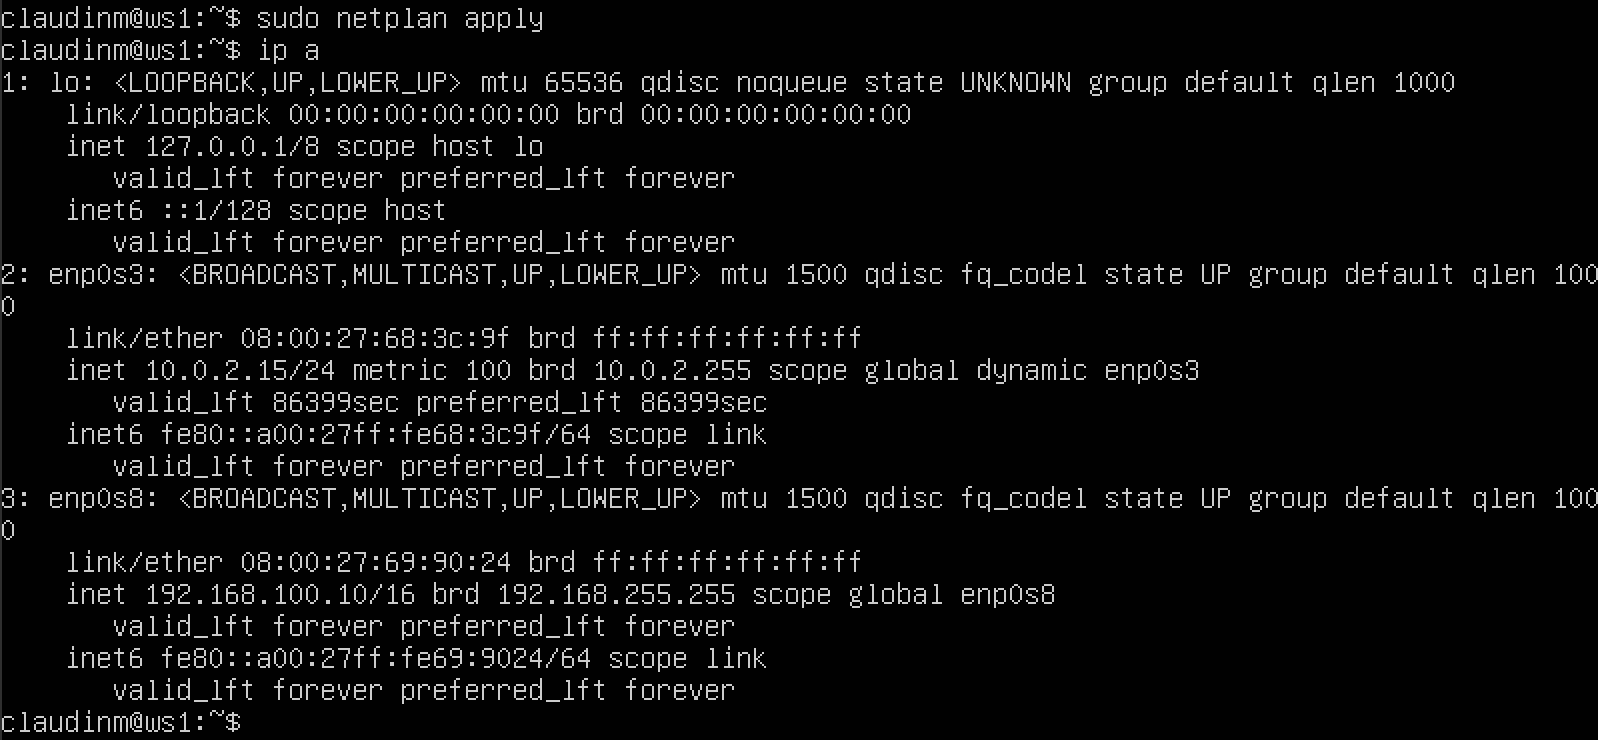 claudinm@ws1:~$ sudo netplan apply
claudinm@ws1:~$ ip a
1: lo: <LOOPBACK,UP,LOWER_UP> mtu 65536 qdisc noqueue state UNKNOWN group default qlen 1000
    link/loopback 00:00:00:00:00:00 brd 00:00:00:00:00:00
    inet 127.0.0.1/8 scope host lo
       valid_lft forever preferred_lft forever
    inet6 ::1/128 scope host
       valid_lft forever preferred_lft forever
2: enp0s3: <BROADCAST,MULTICAST,UP,LOWER_UP> mtu 1500 qdisc fq_codel state UP group default qlen 100
0
    link/ether 08:00:27:68:3c:9f brd ff:ff:ff:ff:ff:ff
    inet 10.0.2.15/24 metric 100 brd 10.0.2.255 scope global dynamic enp0s3
       valid_lft 86399sec preferred_lft 86399sec
    inet6 fe80::a00:27ff:fe68:3c9f/64 scope link
       valid_lft forever preferred_lft forever
3: enp0s8: <BROADCAST,MULTICAST,UP,LOWER_UP> mtu 1500 qdisc fq_codel state UP group default qlen 100
0
    link/ether 08:00:27:69:90:24 brd ff:ff:ff:ff:ff:ff
    inet 192.168.100.10/16 brd 192.168.255.255 scope global enp0s8
       valid_lft forever preferred_lft forever
    inet6 fe80::a00:27ff:fe69:9024/64 scope link
       valid_lft forever preferred_lft forever
claudinm@ws1:~$